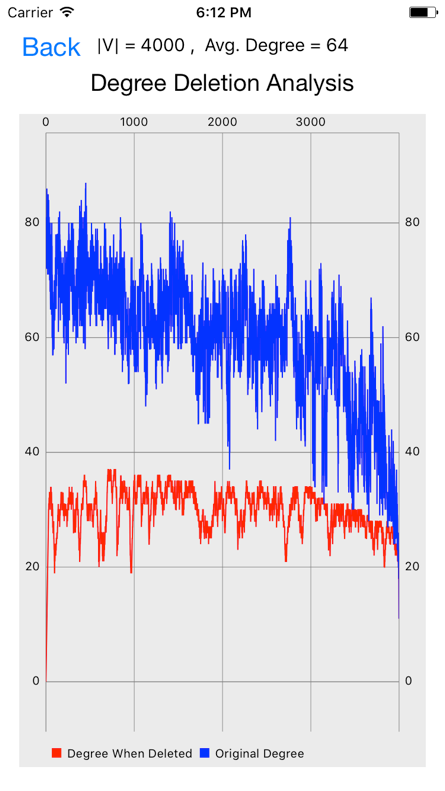 Carrier 6:12 PM
Back |V| = 4000 , Avg. Degree = 64
Degree Deletion Analysis
0 1000 2000 3000
80 80
60 60
40 40
20 20
0 0
Degree When Deleted Original Degree